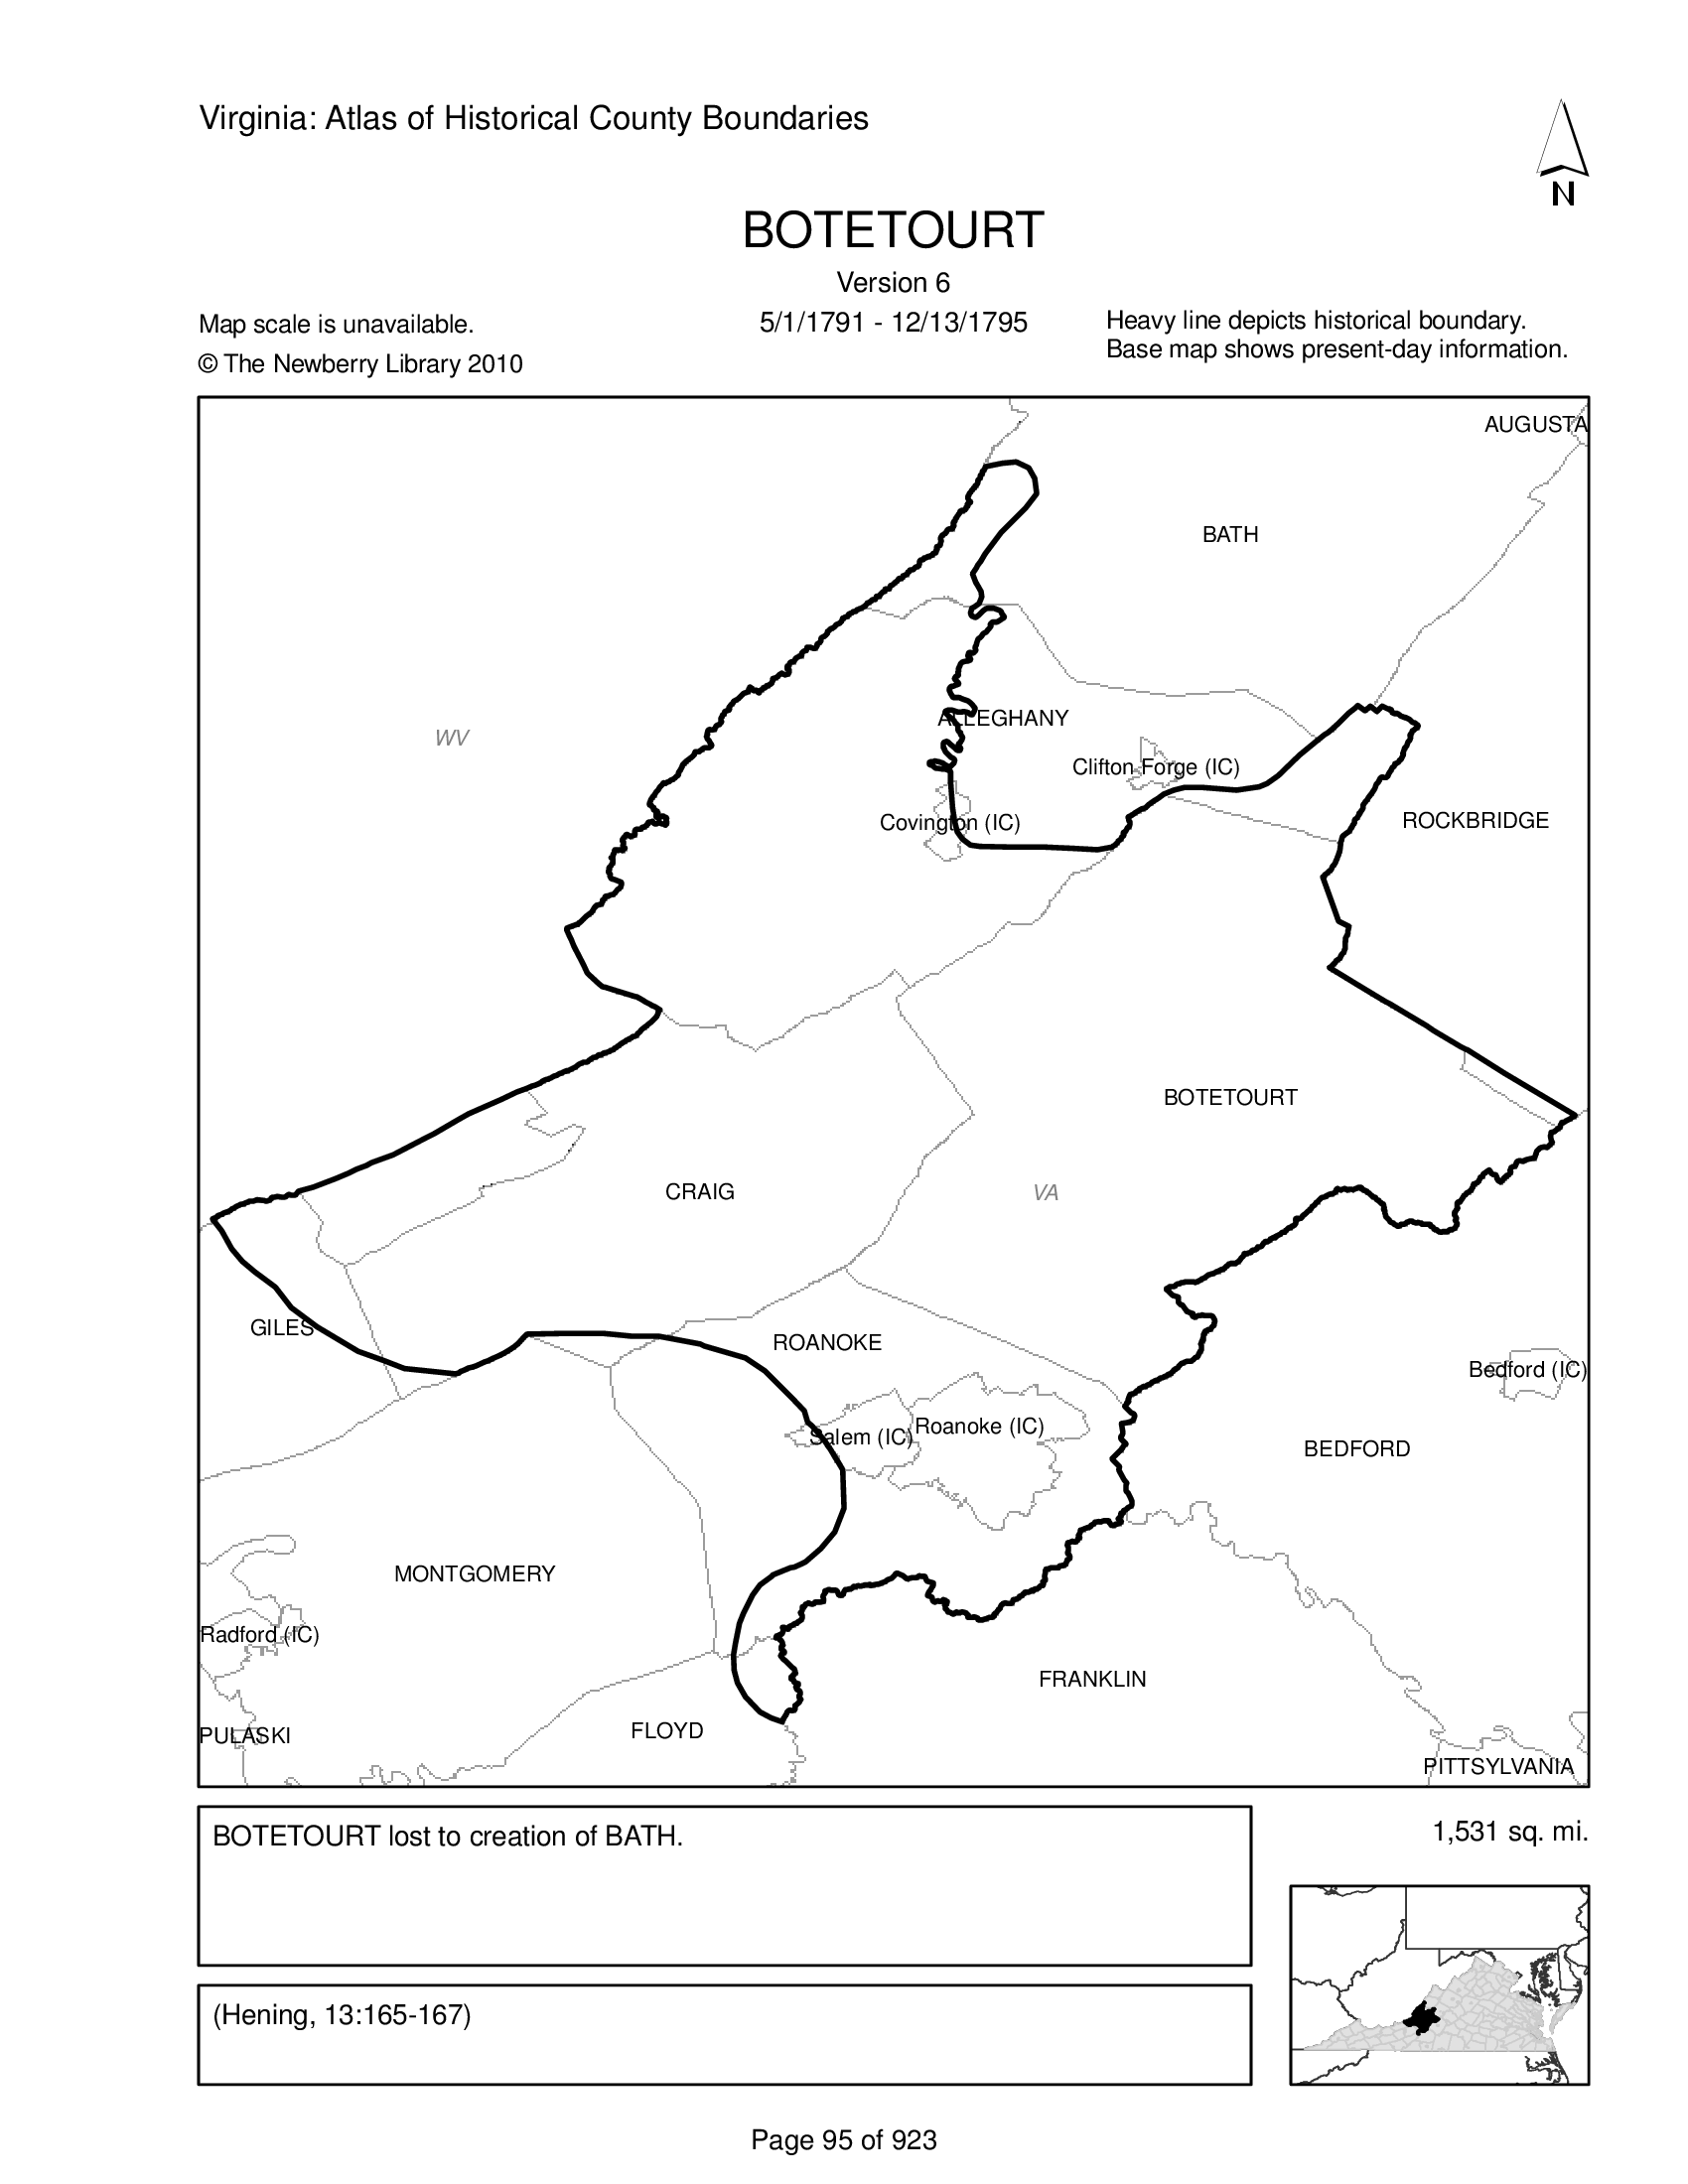 Virginia: Atlas of Historical County Boundaries
N
BOTETOURT
Version 6
5/1/1791 - 12/13/1795
Map scale is unavailable.
© The Newberry Library 2010
Heavy line depicts historical boundary.
Base map shows present-day information.
AUGUSTA
BATH
WV
ALLEGHANY
Clifton Forge (IC)
Covington (IC)
ROCKBRIDGE
BOTETOURT
CRAIG
VA
GILES
ROANOKE
Bedford (IC)
Salem (IC)
Roanoke (IC)
BEDFORD
MONTGOMERY
Radford (IC)
FRANKLIN
PULASKI
FLOYD
PITTSYLVANIA
BOTETOURT lost to creation of BATH.
1,531 sq. mi.
(Hening, 13:165-167)
Page 95 of 923